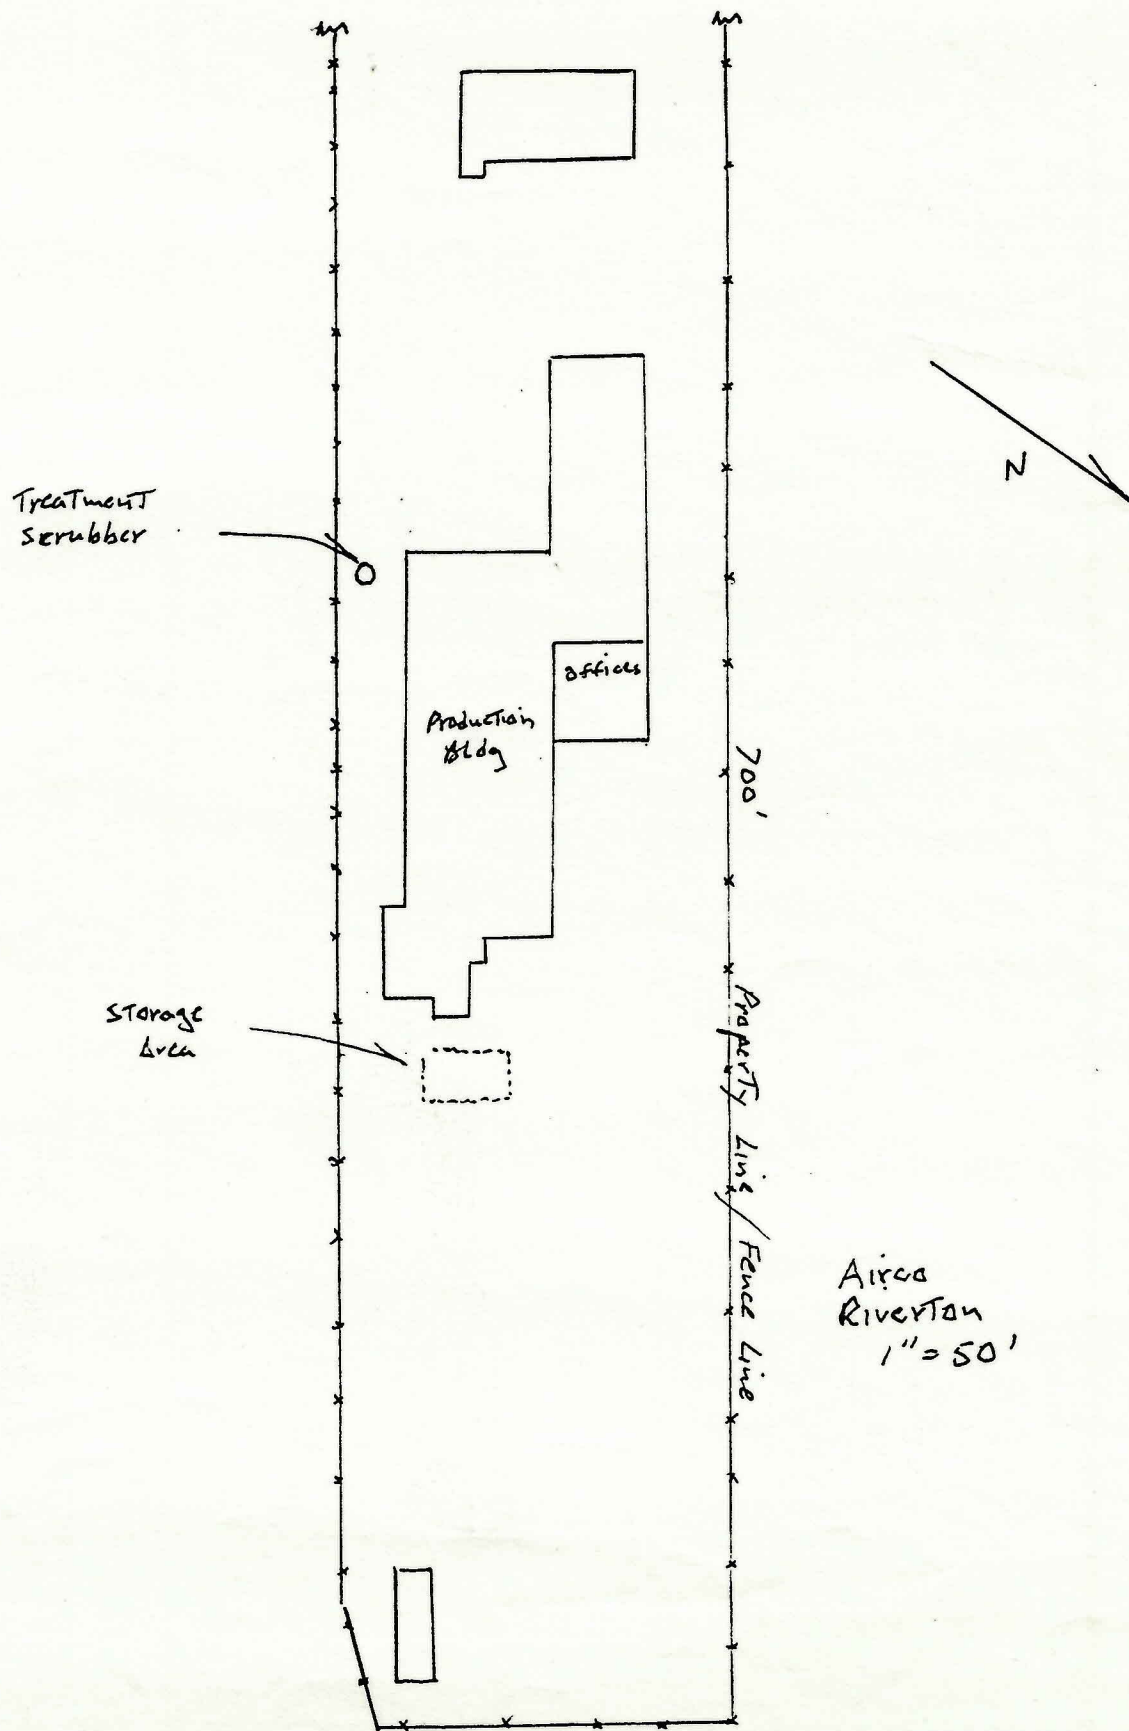 Treatment
Scrubber
N
offices
Production
Bldg
700'
Storage
Area
Property Line / Fence Line
Airco
Riverton
1" = 50'